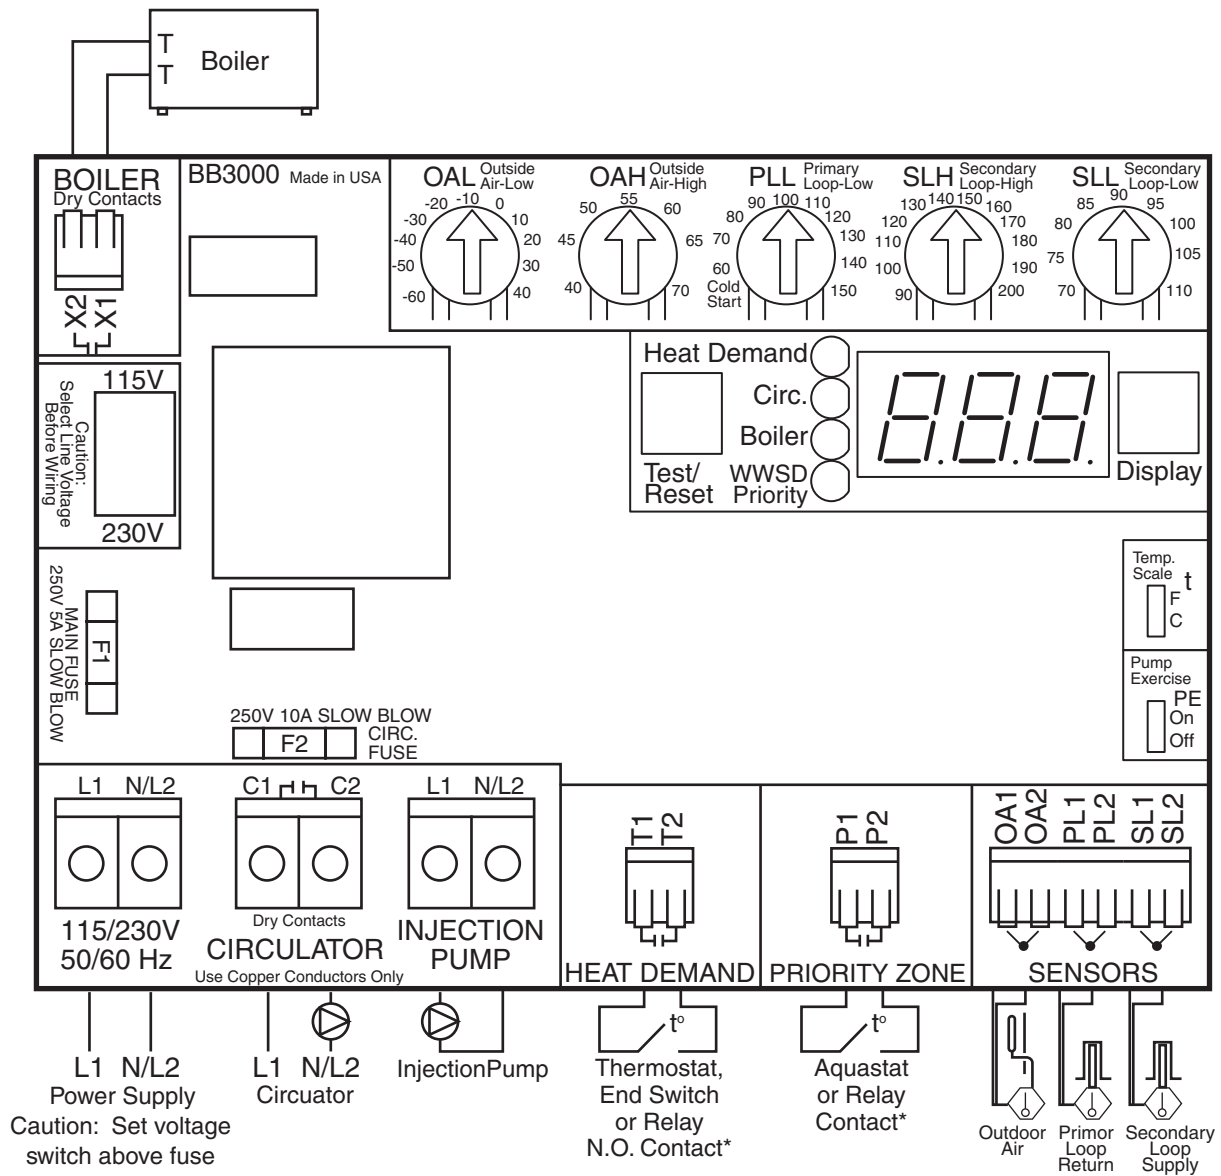 T
T
Boiler
BOILER
Dry Contacts
X2
X1
BB3000 Made in USA
OAL Outside Air-Low
-60
-50
-40
-30
-20
-10
0
10
20
30
40
OAH Outside Air-High
40
45
50
55
60
65
70
PLL Primary Loop-Low
Cold Start
60
70
80
90
100
110
120
130
140
150
SLH Secondary Loop-High
90
100
110
120
130
140
150
160
170
180
190
200
SLL Secondary Loop-Low
70
75
80
85
90
95
100
105
110
115V
Caution:
Select Line Voltage
Before Wiring
230V
Heat Demand
Circ.
Boiler
WWSD
Priority
Test/
Reset
8.8.8.
Display
Temp.
Scale
t
F
C
Pump
Exercise
PE
On
Off
F1
MAIN FUSE
250V 5A SLOW BLOW
250V 10A SLOW BLOW
F2
CIRC.
FUSE
L1 N/L2
115/230V
50/60 Hz
C1 C2
Dry Contacts
CIRCULATOR
Use Copper Conductors Only
L1 N/L2
INJECTION
PUMP
T1
T2
HEAT DEMAND
P1
P2
PRIORITY ZONE
OA1
OA2
PL1
PL2
SL1
SL2
SENSORS
L1 N/L2
Power Supply
Caution: Set voltage
switch above fuse
L1 N/L2
Circuator
InjectionPump
t°
Thermostat,
End Switch
or Relay
N.O. Contact*
t°
Aquastat
or Relay
Contact*
Outdoor
Air
Primor
Loop
Return
Secondary
Loop
Supply